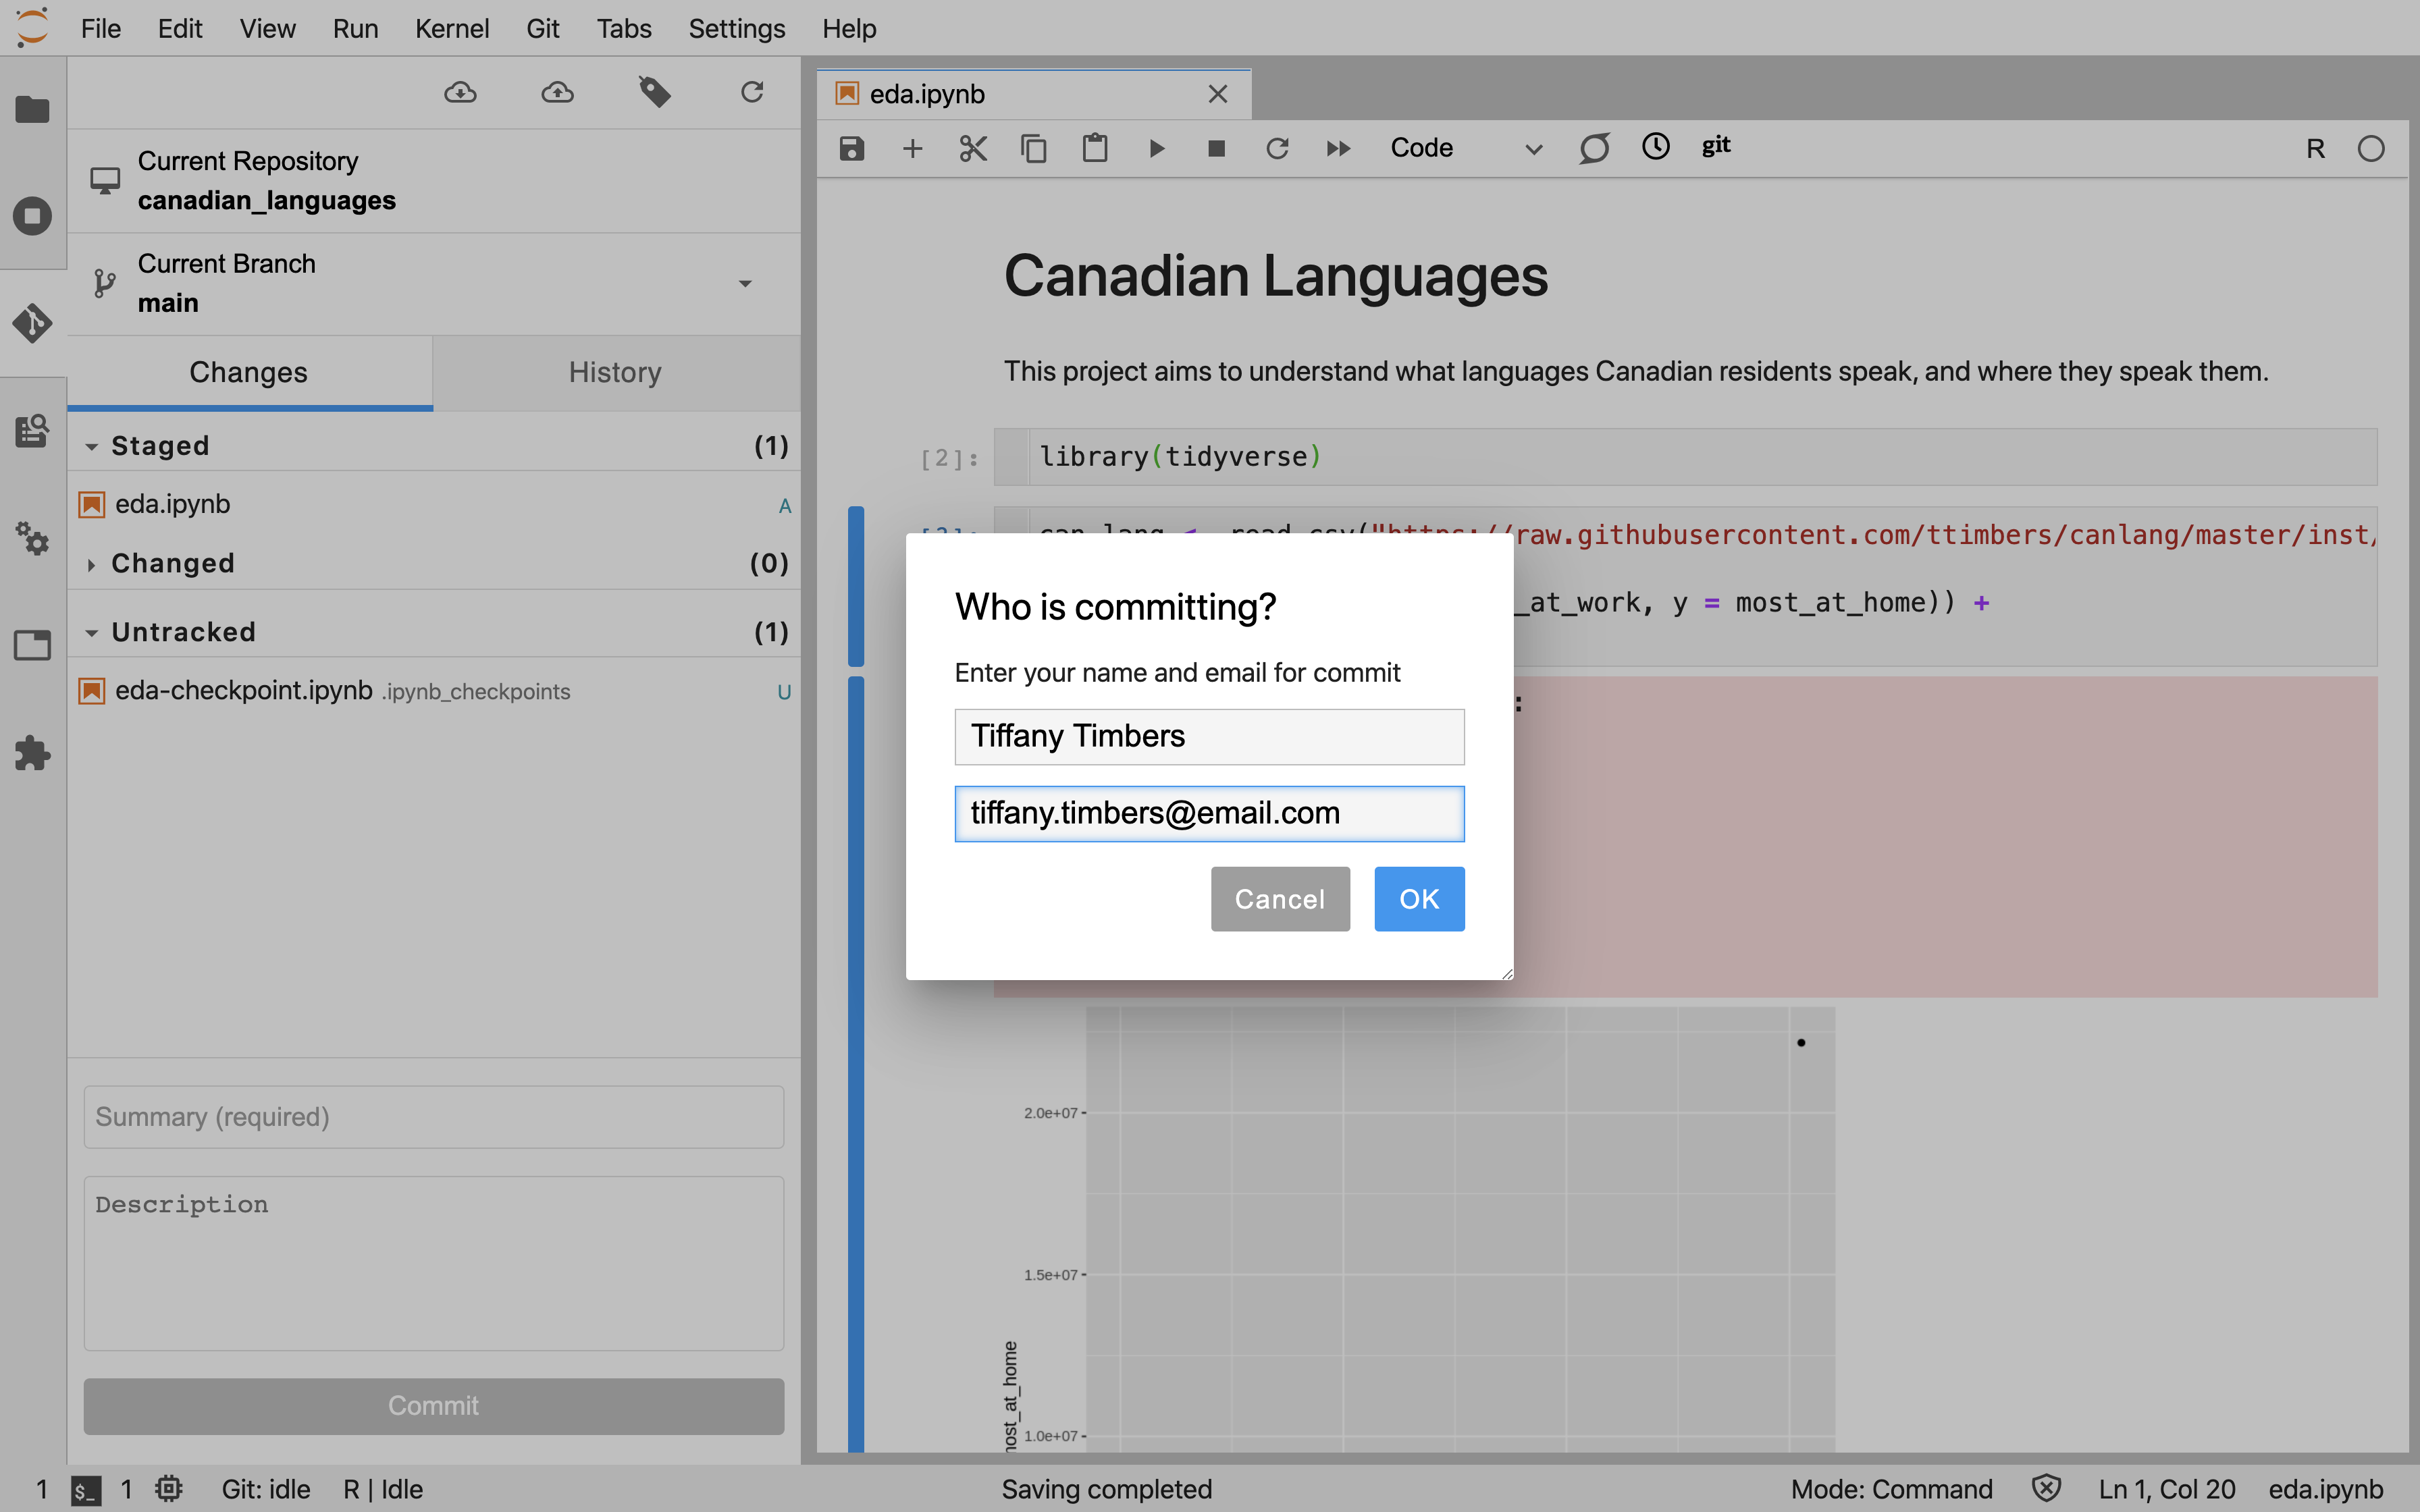 File Edit View Run Kernel Git Tabs Settings Help
Current Repository
canadian_languages
Current Branch
main
Changes History
Staged (1)
eda.ipynb A
Changed (0)
Untracked (1)
eda-checkpoint.ipynb .ipynb_checkpoints U
Summary (required)
Description
Commit
eda.ipynb
Code git R
Canadian Languages
This project aims to understand what languages Canadian residents speak, and where they speak them.
[2]: library(tidyverse)
"https://raw.githubusercontent.com/ttimbers/canlang/master/inst/
_at_work, y = most_at_home)) +
:
Who is committing?
Enter your name and email for commit
Tiffany Timbers
tiffany.timbers@email.com
Cancel OK
2.0e+07
1.5e+07
1.0e+07
most_at_home
1 $_ 1 Git: idle R | Idle Saving completed Mode: Command Ln 1, Col 20 eda.ipynb